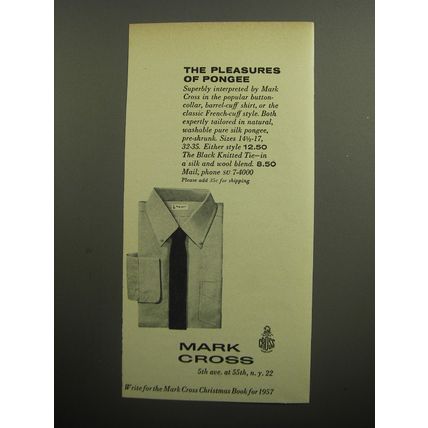 THE PLEASURES
OF PONGEE
Superbly interpreted by Mark
Cross in the popular button-
collar, barrel-cuff shirt, or the
classic French-cuff style. Both
expertly tailored in natural,
washable pure silk pongee,
pre-shrunk. Sizes 14½-17,
32-35. Either style 12.50
The Black Knitted Tie—in
a silk and wool blend. 8.50
Mail, phone SU 7-4000
Please add 35c for shipping
CROSS
MARK
CROSS
5th ave. at 55th, n. y. 22
Write for the Mark Cross Christmas Book for 1957